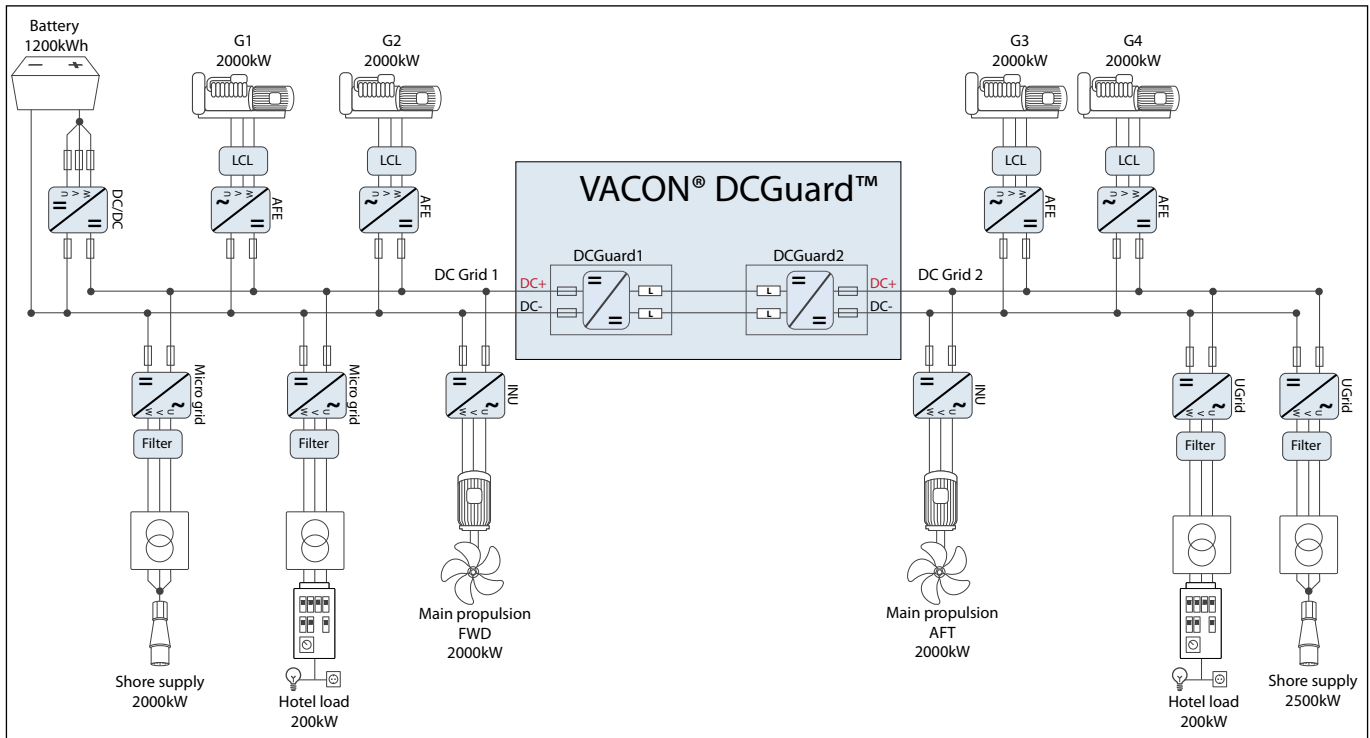 Battery
1200kWh
G1
2000kW
G2
2000kW
G3
2000kW
G4
2000kW
LCL
LCL
LCL
LCL
U V W
DC/DC
U V W
AFE
U V W
AFE
U V W
AFE
U V W
AFE
VACON® DCGuard™
DCGuard1
DCGuard2
DC Grid 1
DC+
DC-
L
L
L
L
DC+
DC-
DC Grid 2
W V U
Micro grid
W V U
Micro grid
W V U
INU
W V U
INU
W V U
UGrid
W V U
UGrid
Filter
Filter
Filter
Filter
Main propulsion
FWD
2000kW
Main propulsion
AFT
2000kW
Shore supply
2000kW
Hotel load
200kW
Hotel load
200kW
Shore supply
2500kW